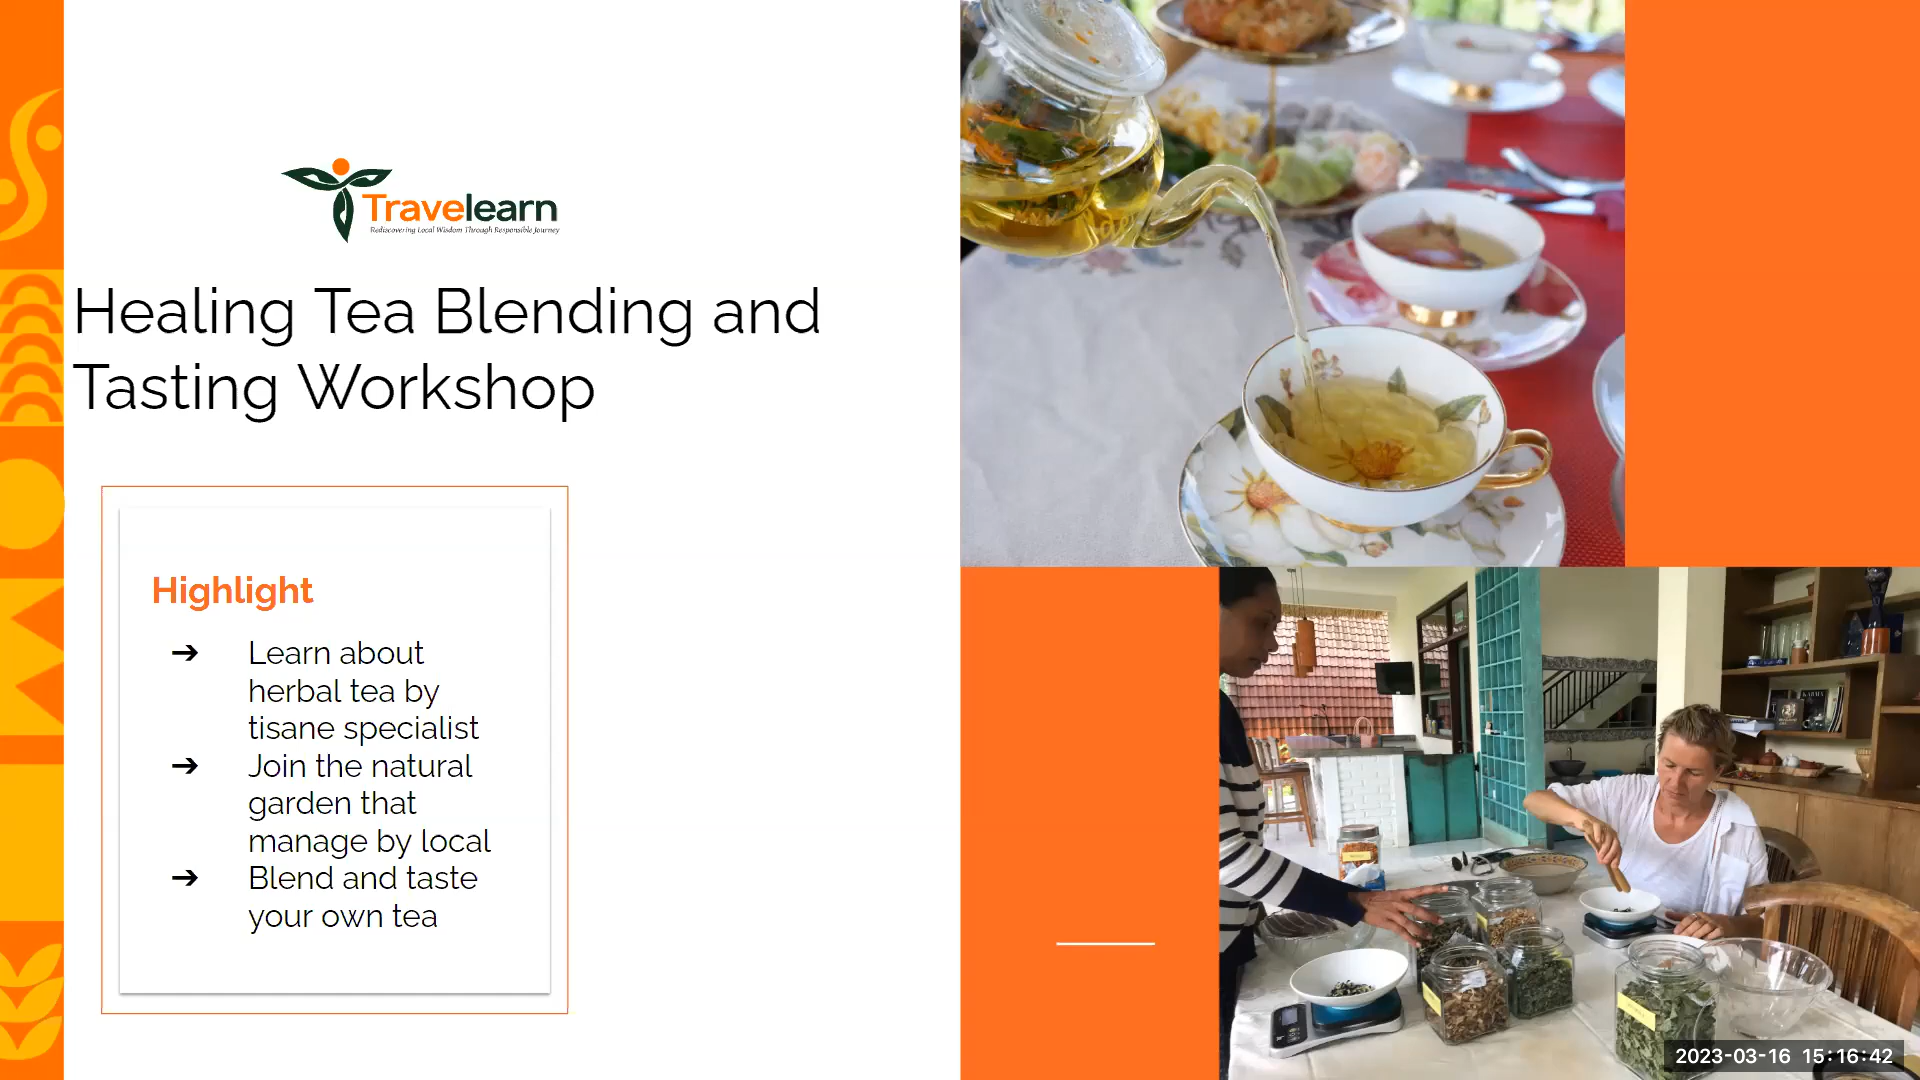 Travelearn
Rediscovering Local Wisdom Through Responsible Journey
Healing Tea Blending and
Tasting Workshop
Highlight
➔ Learn about
herbal tea by
tisane specialist
➔ Join the natural
garden that
manage by local
➔ Blend and taste
your own tea
2023-03-16 15:16:42